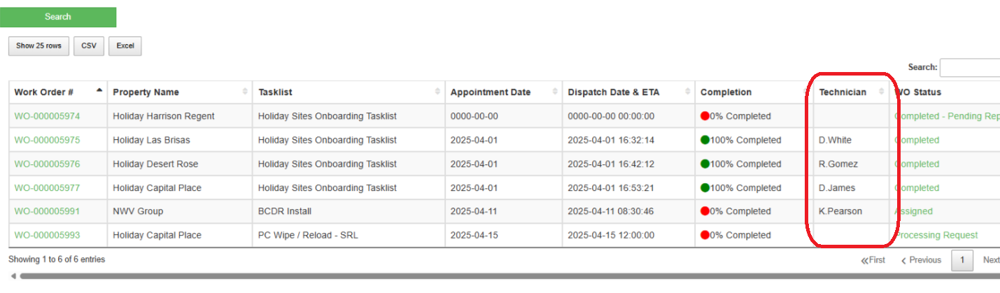 Search
Show 25 rows CSV Excel
Search:
Work Order # Property Name Tasklist Appointment Date Dispatch Date & ETA Completion Technician WO Status
WO-000005974 Holiday Harrison Regent Holiday Sites Onboarding Tasklist 0000-00-00 0000-00-00 00:00:00 0% Completed Completed - Pending Rep
WO-000005975 Holiday Las Brisas Holiday Sites Onboarding Tasklist 2025-04-01 2025-04-01 16:32:14 100% Completed D.White Completed
WO-000005976 Holiday Desert Rose Holiday Sites Onboarding Tasklist 2025-04-01 2025-04-01 16:42:12 100% Completed R.Gomez Completed
WO-000005977 Holiday Capital Place Holiday Sites Onboarding Tasklist 2025-04-01 2025-04-01 16:53:21 100% Completed D.James Completed
WO-000005991 NWV Group BCDR Install 2025-04-11 2025-04-11 08:30:46 0% Completed K.Pearson Assigned
WO-000005993 Holiday Capital Place PC Wipe / Reload - SRL 2025-04-15 2025-04-15 12:00:00 0% Completed Processing Request
Showing 1 to 6 of 6 entries «First ‹ Previous 1 Next